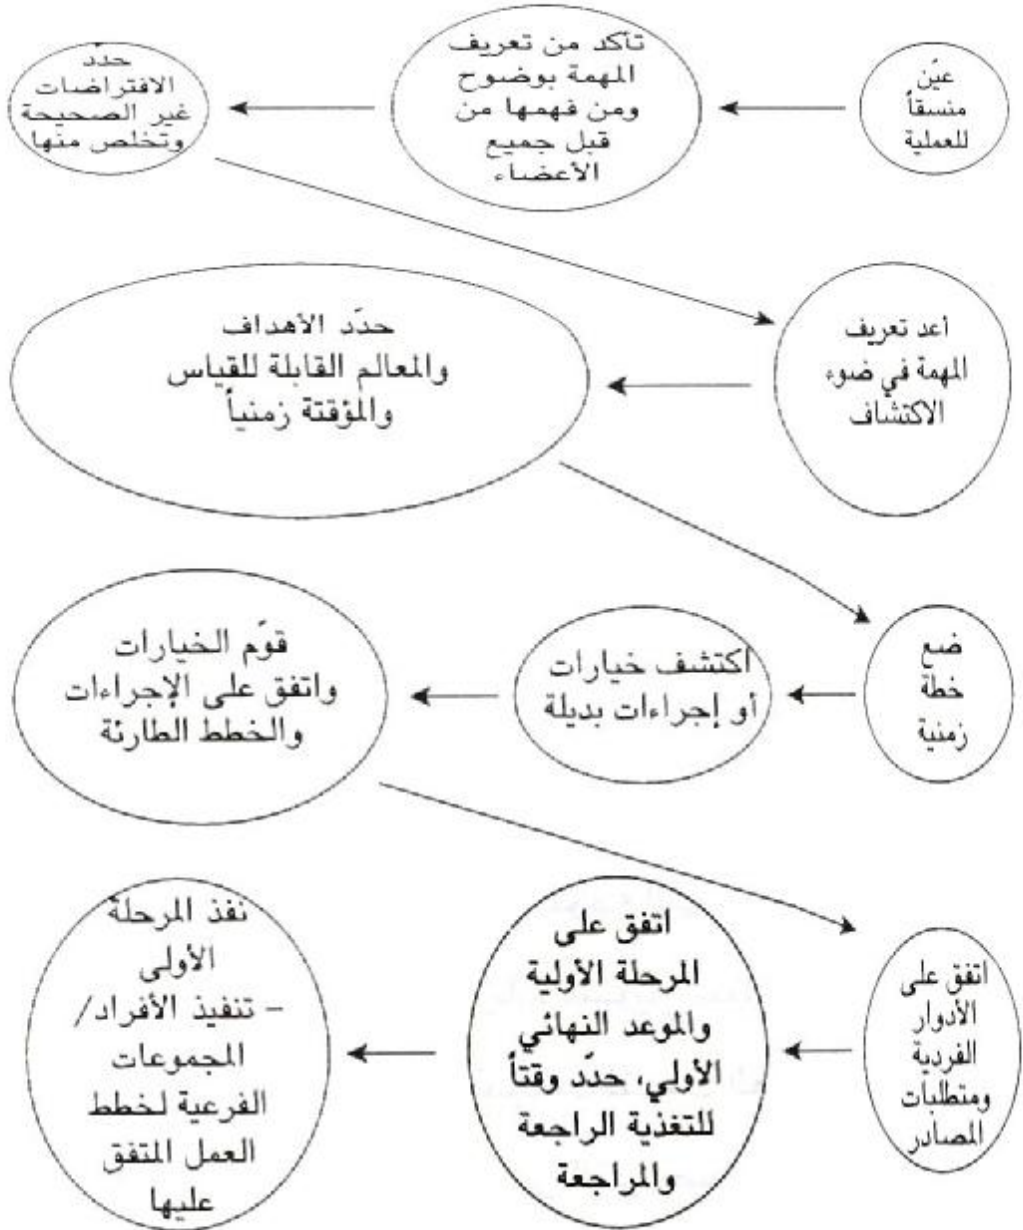 عيّن
منسقاً
للعملية
تأكد من تعريف
المهمة بوضوح
ومن فهمها من
قبل جميع
الأعضاء
حدّد
الافتراضات
غير الصحيحة
وتخلص منها
أعد تعريف
المهمة في ضوء
الاكتشاف
حدّد الأهداف
والمعالم القابلة للقياس
والمؤقتة زمنياً
ضع
خطة
زمنية
اكتشف خيارات
أو إجراءات بديلة
قوّم الخيارات
واتفق على الإجراءات
والخطط الطارئة
اتفق على
الأدوار
الفردية
ومتطلبات
المصادر
اتفق على
المرحلة الأولية
والموعد النهائي
الأولي، حدّد وقتاً
للتغذية الراجعة
والمراجعة
نفذ المرحلة
الأولى
– تنفيذ الأفراد/
المجموعات
الفرعية لخطط
العمل المتفق
عليها